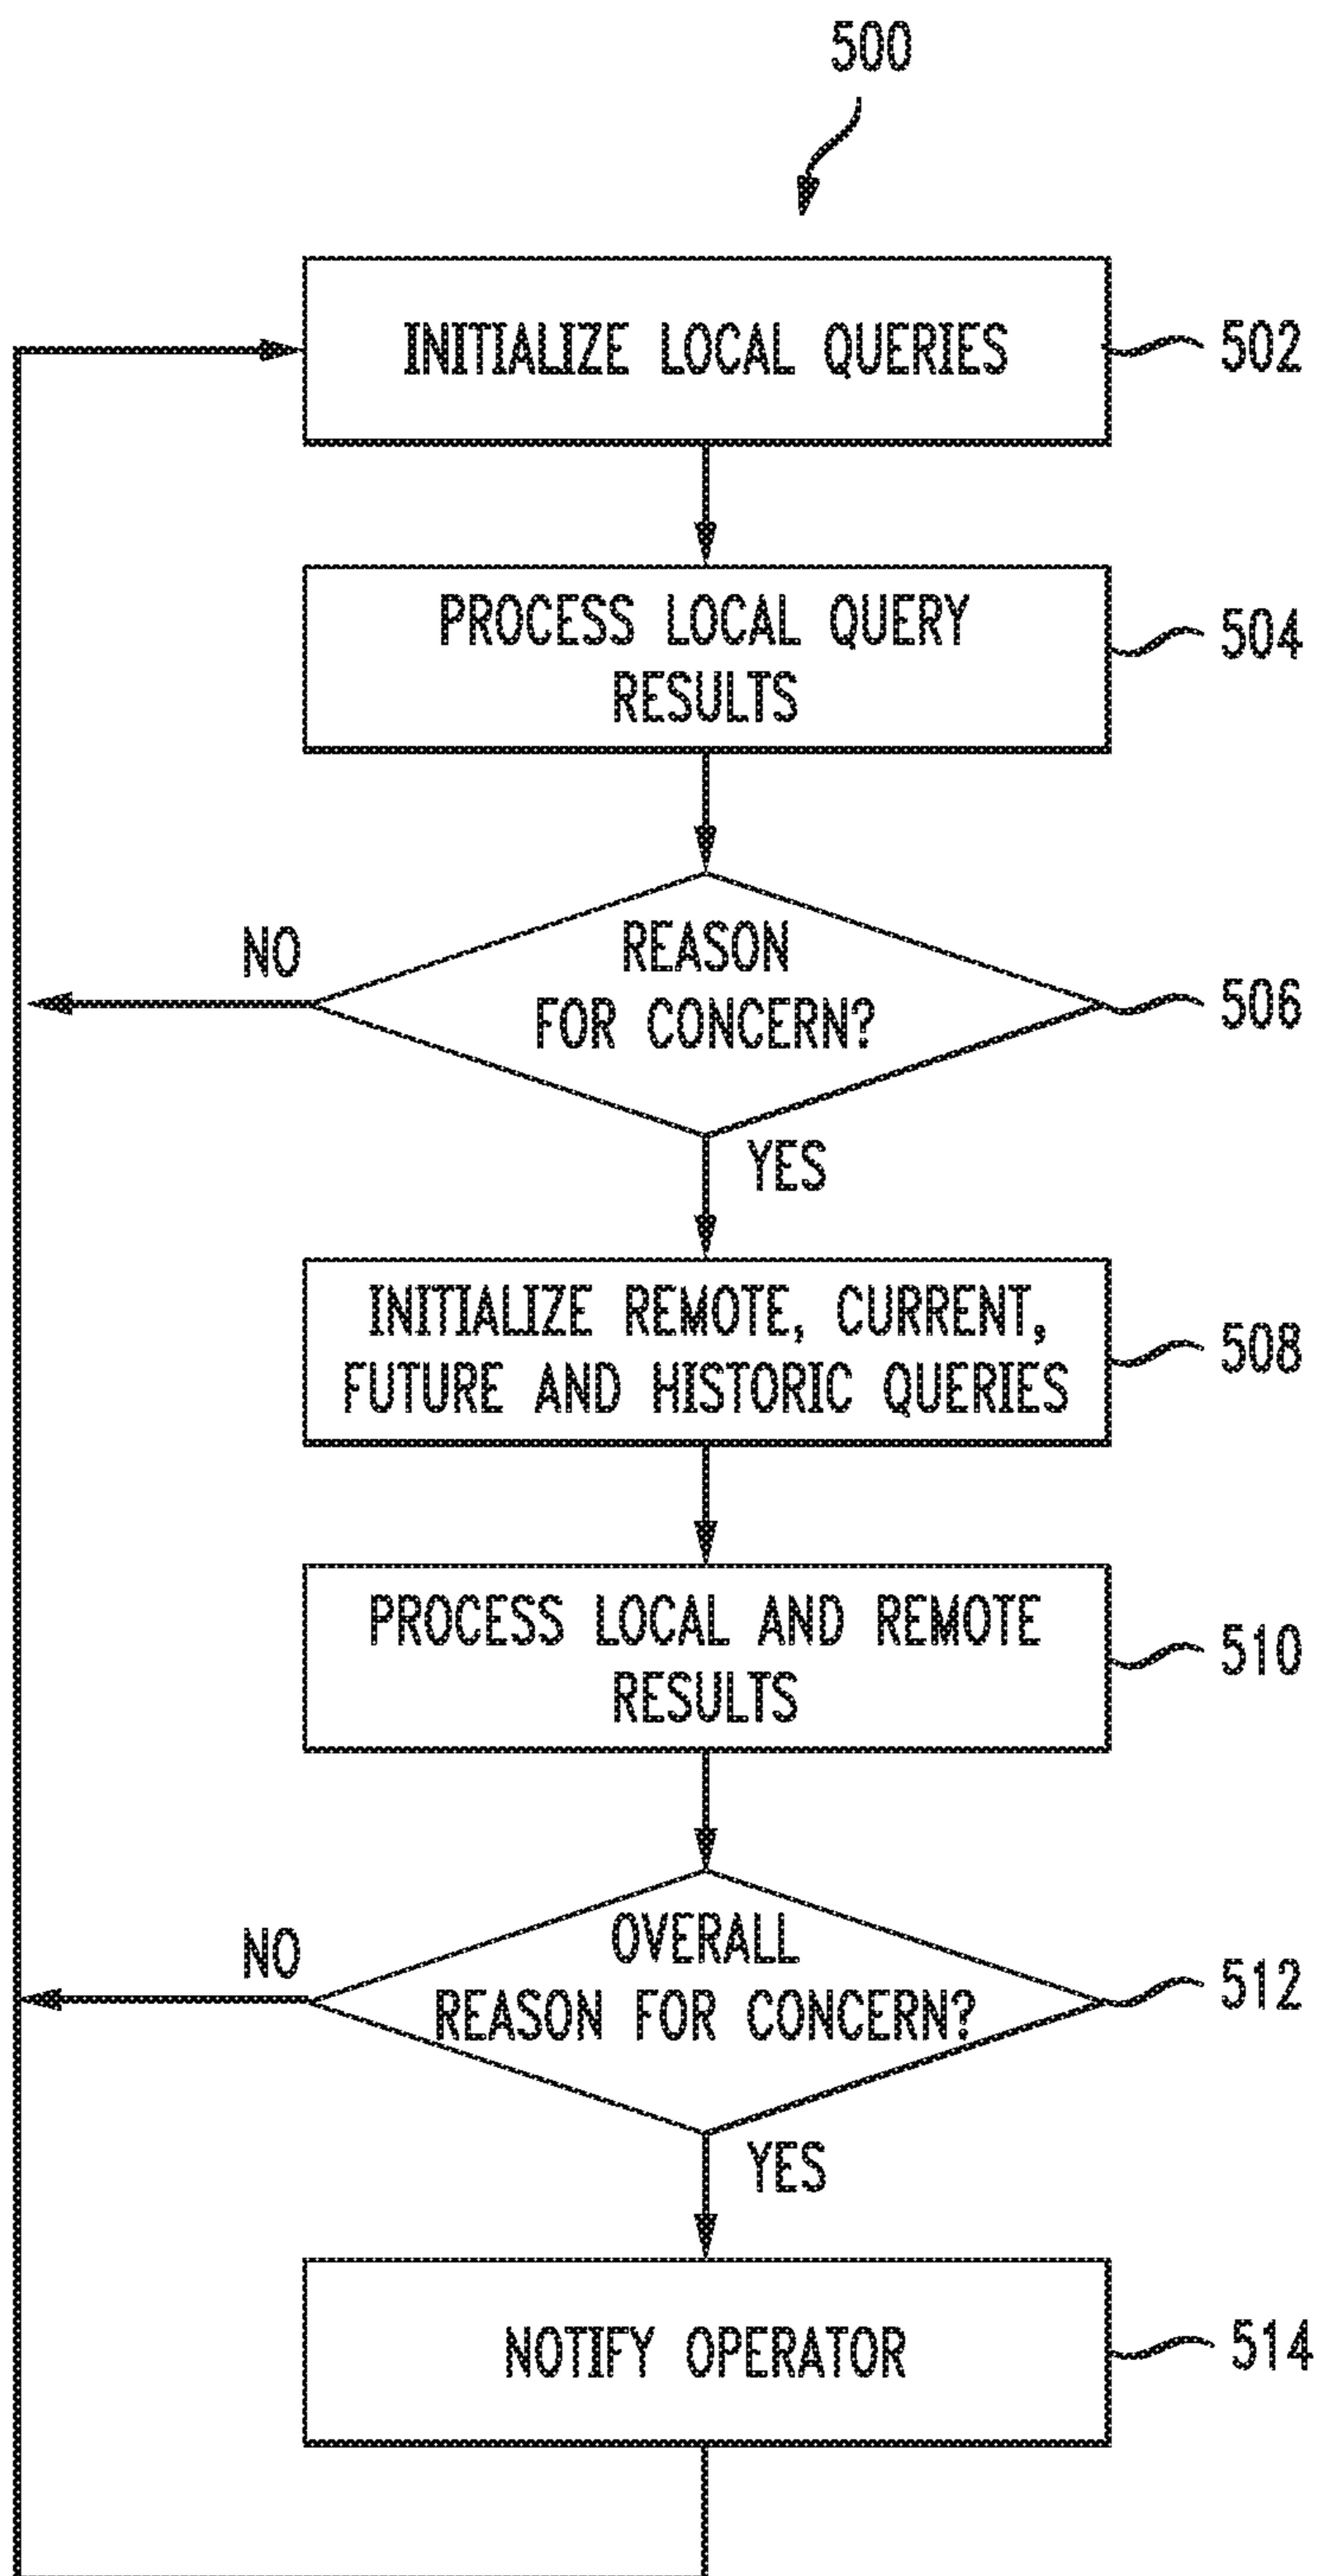 500
INITIALIZE LOCAL QUERIES
502
PROCESS LOCAL QUERY
RESULTS
504
REASON
FOR CONCERN?
NO
506
YES
INITIALIZE REMOTE, CURRENT,
FUTURE AND HISTORIC QUERIES
508
PROCESS LOCAL AND REMOTE
RESULTS
510
OVERALL
REASON FOR CONCERN?
NO
512
YES
NOTIFY OPERATOR
514